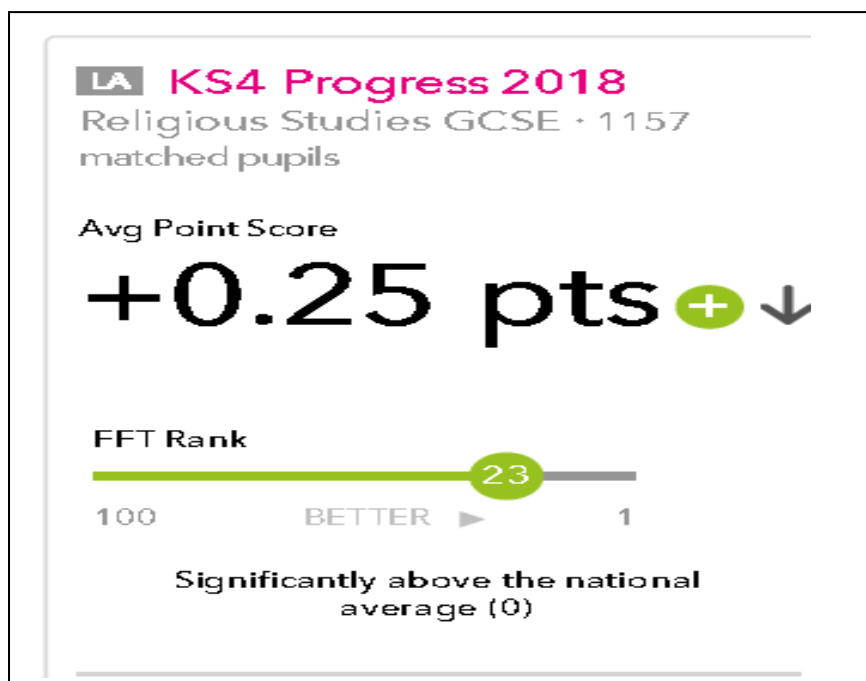 LA KS4 Progress 2018
Religious Studies GCSE · 1157
matched pupils
Avg Point Score
+0.25 pts +
FFT Rank
23
100 BETTER 1
Significantly above the national
average (0)